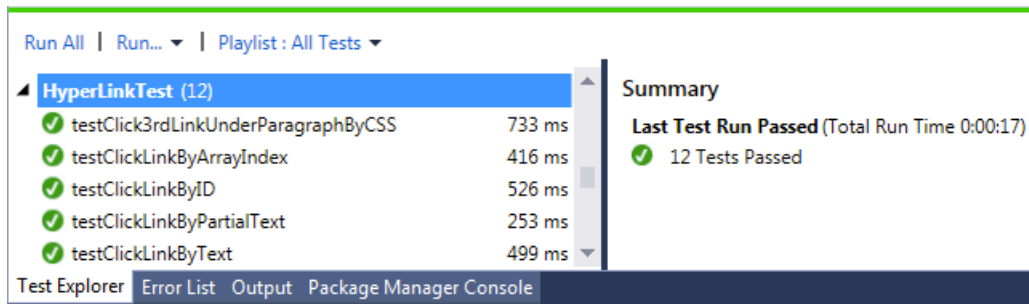 Run All | Run... | Playlist : All Tests
HyperLinkTest (12)
testClick3rdLinkUnderParagraphByCSS 733 ms
testClickLinkByArrayIndex 416 ms
testClickLinkByID 526 ms
testClickLinkByPartialText 253 ms
testClickLinkByText 499 ms
Summary
Last Test Run Passed (Total Run Time 0:00:17)
12 Tests Passed
Test Explorer Error List Output Package Manager Console